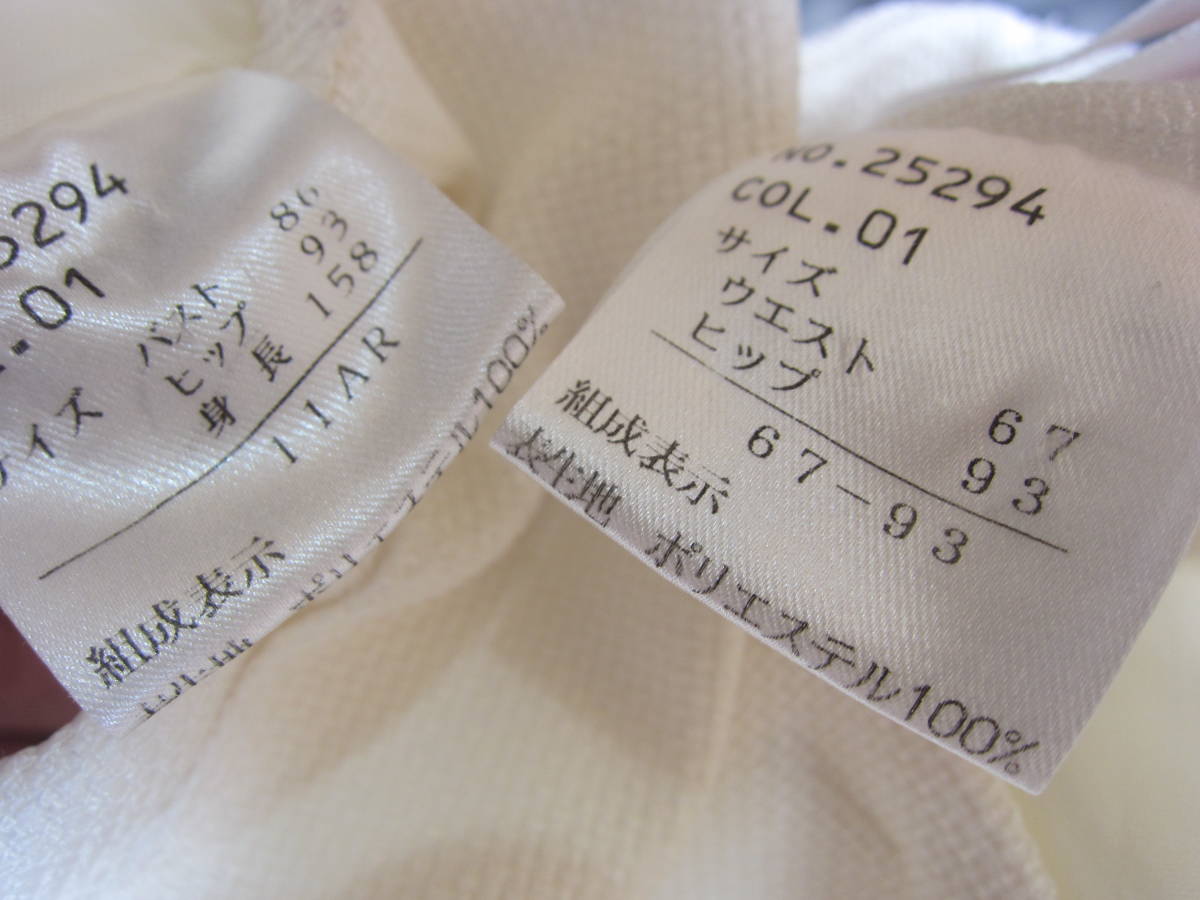 5294
.01
サイズ
バスト 86
ヒップ 93
身長 158
11AR
組成表示
ポリエステル100%
NO.25294
COL.01
サイズ
ウエスト 67
ヒップ 93
67-93
組成表示
表生地 ポリエステル100%